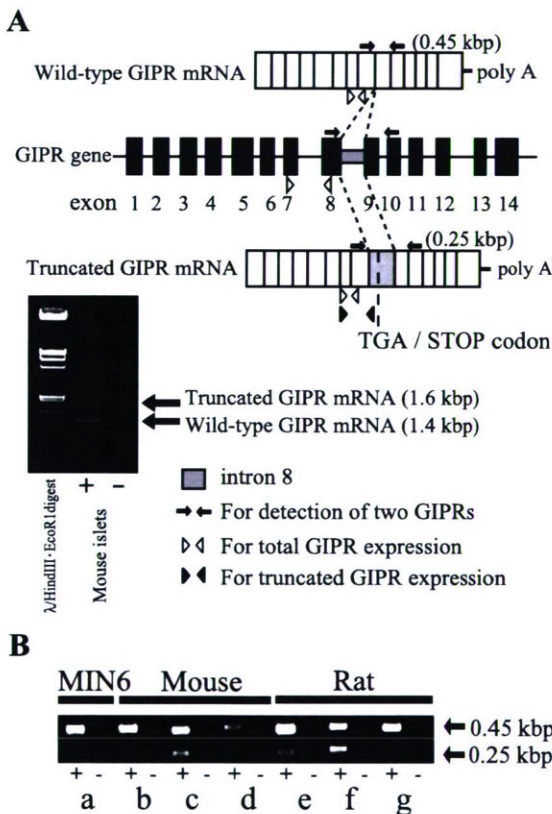 A
(0.45 kbp)
Wild-type GIPR mRNA
poly A
GIPR gene
exon 1 2 3 4 5 6 7 8 9 10 11 12 13 14
(0.25 kbp)
Truncated GIPR mRNA
poly A
TGA / STOP codon
Truncated GIPR mRNA (1.6 kbp)
Wild-type GIPR mRNA (1.4 kbp)
λ/HindIII·EcoR1digest
+ -
Mouse islets
intron 8
For detection of two GIPRs
For total GIPR expression
For truncated GIPR expression
B
MIN6 Mouse Rat
0.45 kbp
0.25 kbp
+ - + - + - + - + - + - + -
a b c d e f g